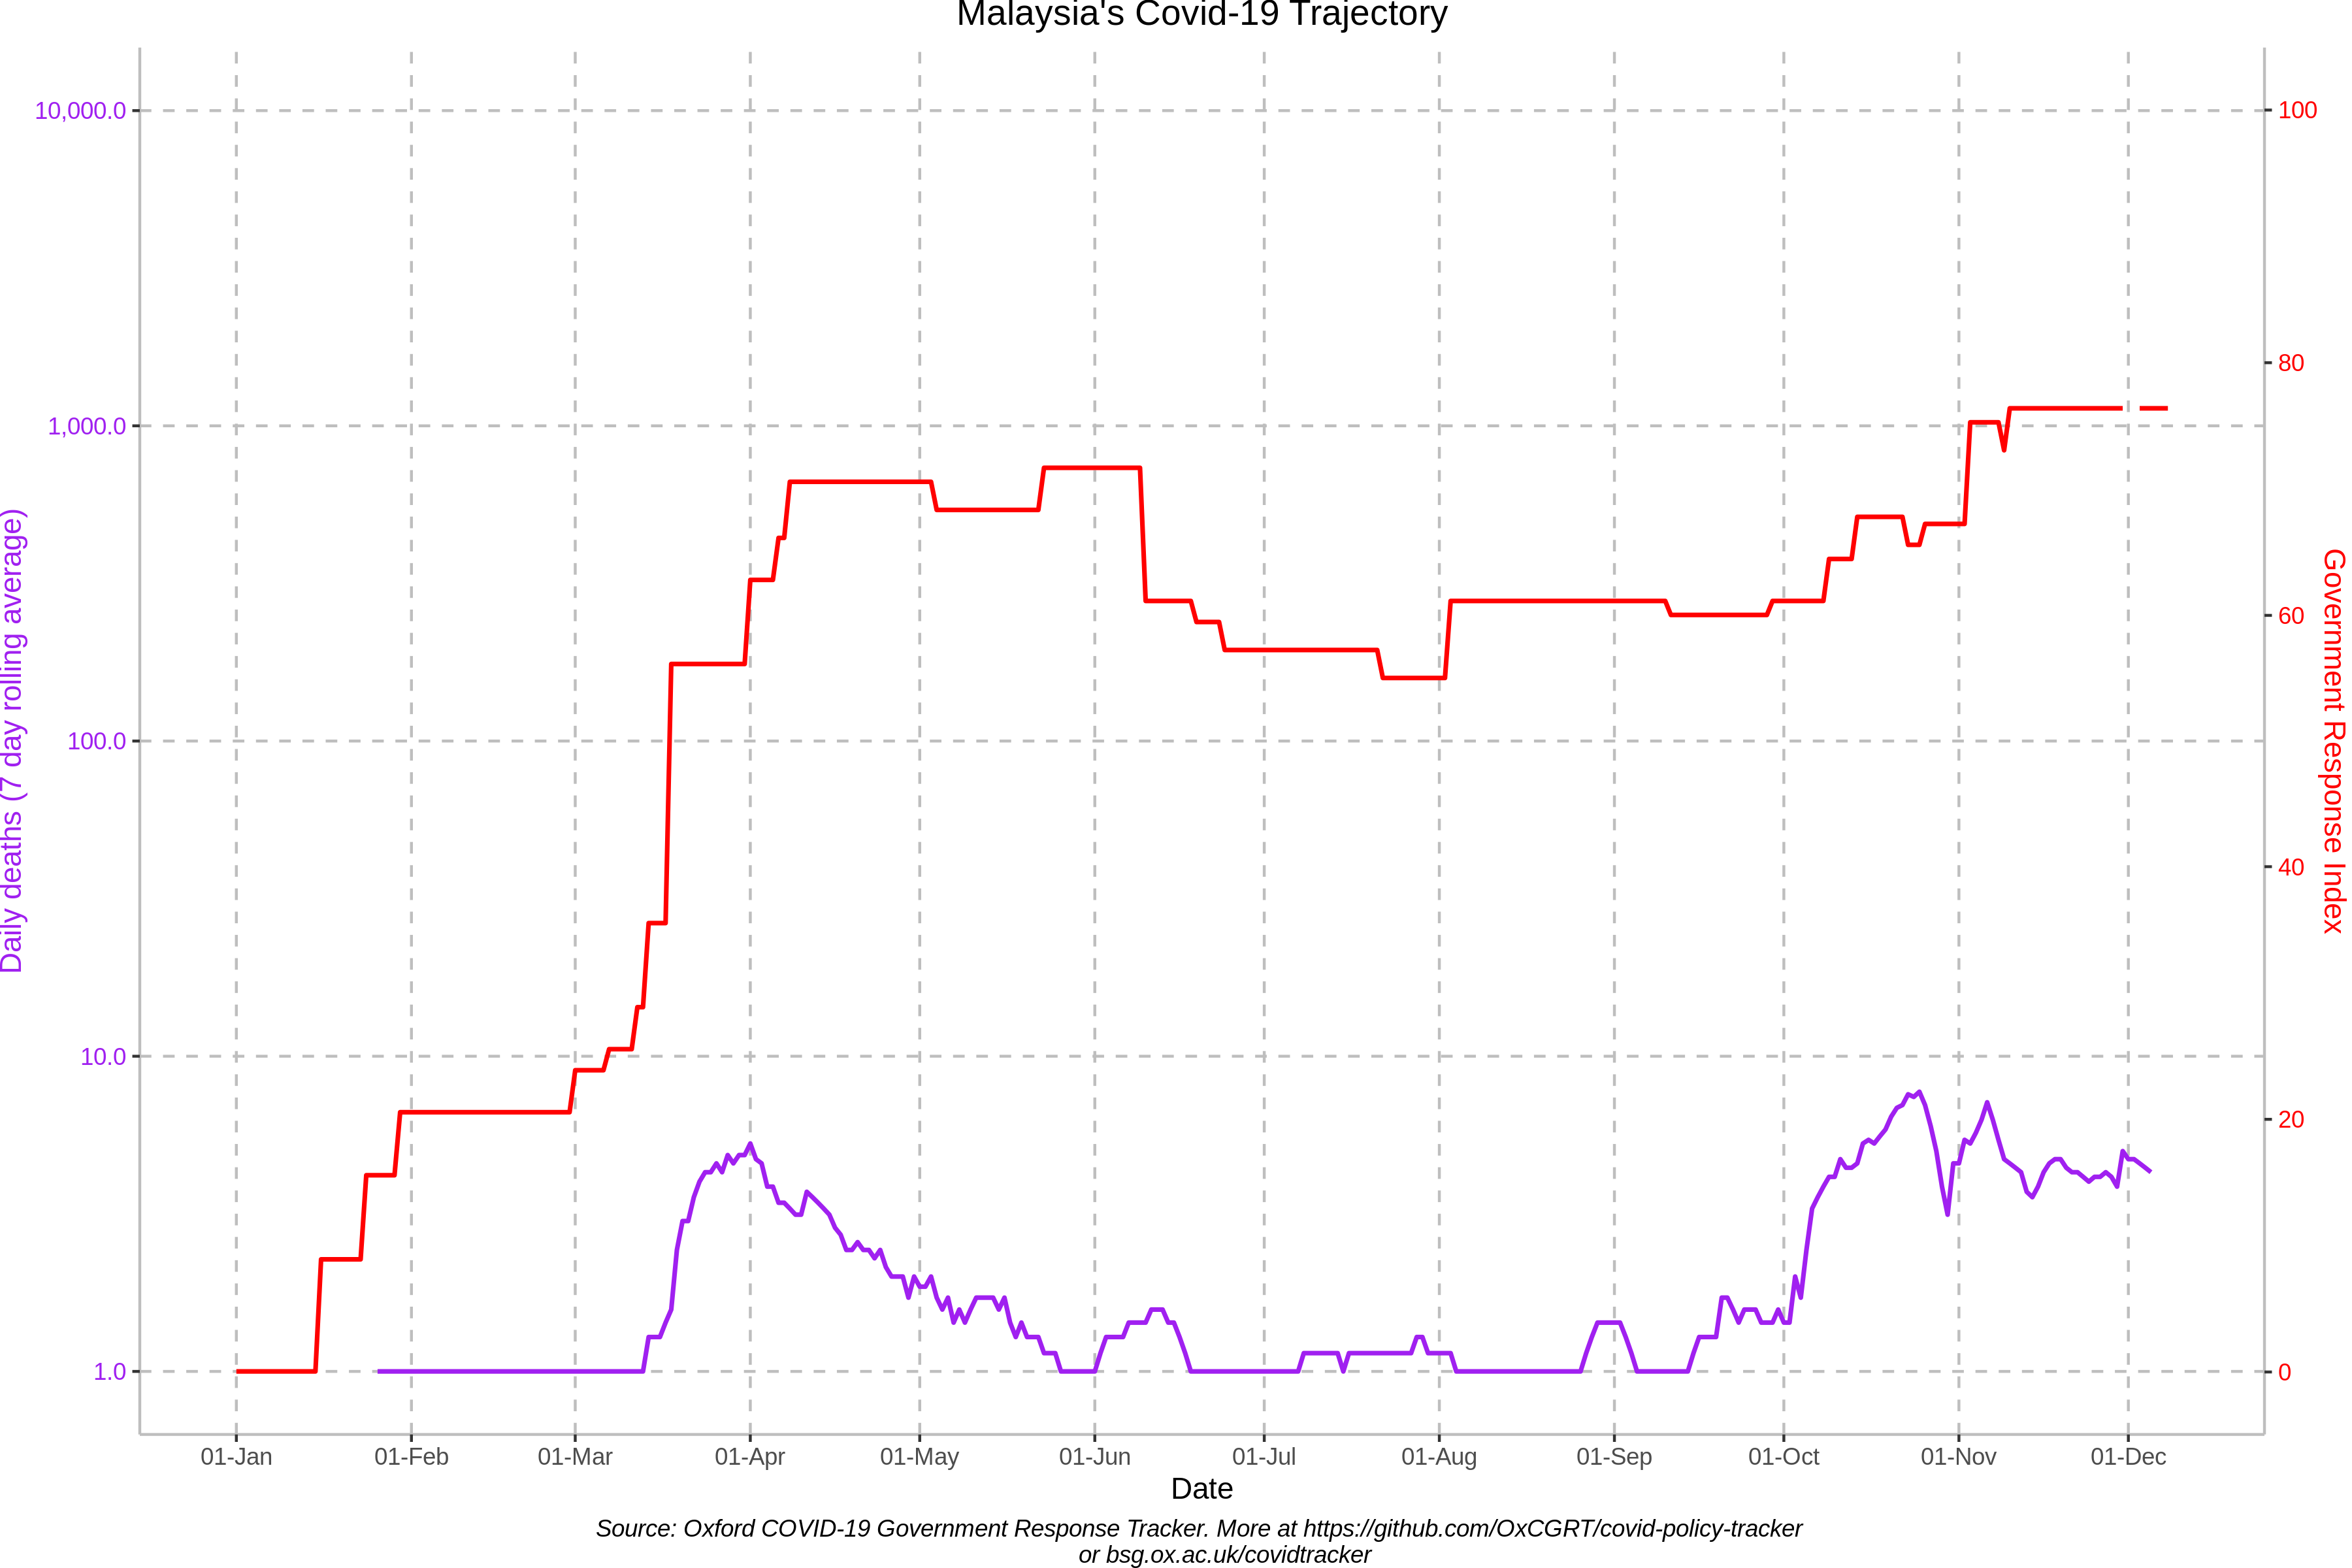 Malaysia's Covid-19 Trajectory
10,000.0
1,000.0
100.0
10.0
1.0
Daily deaths (7 day rolling average)
100
80
60
40
20
0
Government Response Index
01-Jan 01-Feb 01-Mar 01-Apr 01-May 01-Jun 01-Jul 01-Aug 01-Sep 01-Oct 01-Nov 01-Dec
Date
Source: Oxford COVID-19 Government Response Tracker. More at https://github.com/OxCGRT/covid-policy-tracker
or bsg.ox.ac.uk/covidtracker